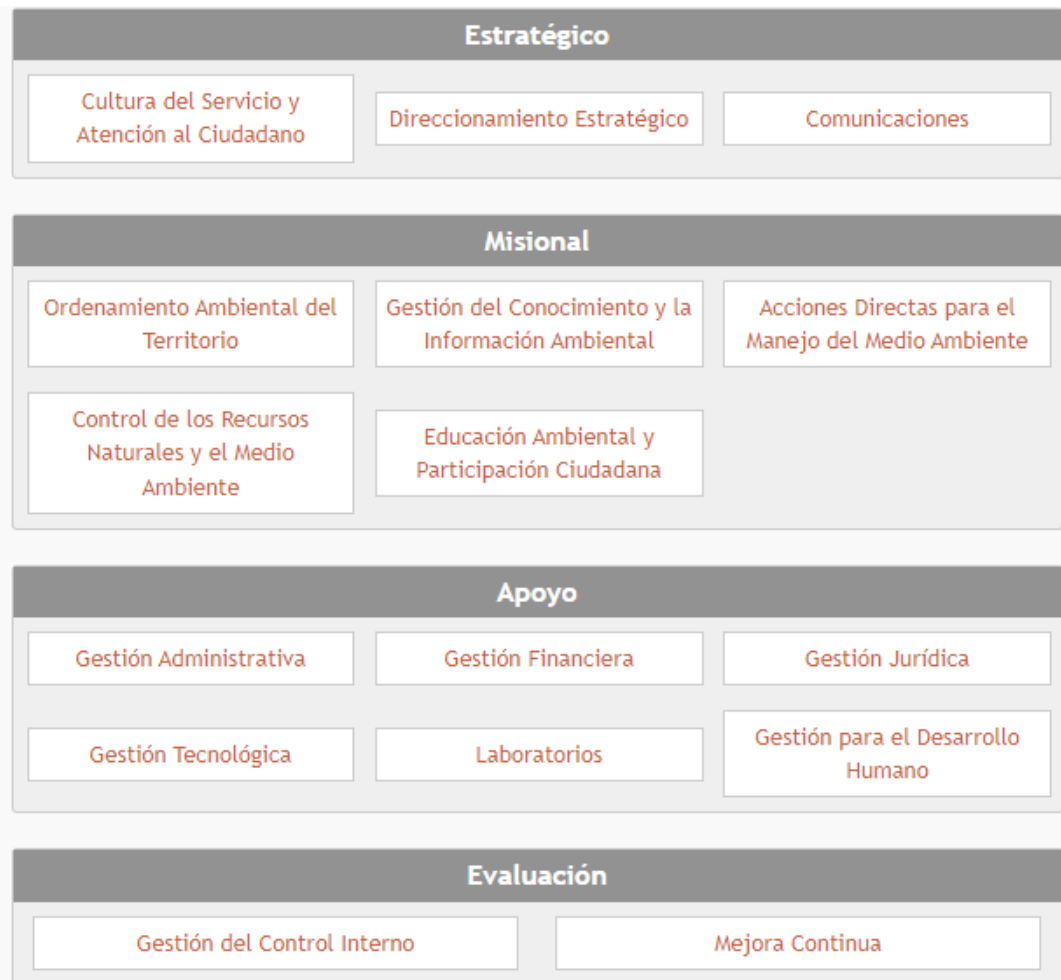 Estratégico
Cultura del Servicio y
Atención al Ciudadano
Direccionamiento Estratégico
Comunicaciones
Misional
Ordenamiento Ambiental del
Territorio
Gestión del Conocimiento y la
Información Ambiental
Acciones Directas para el
Manejo del Medio Ambiente
Control de los Recursos
Naturales y el Medio
Ambiente
Educación Ambiental y
Participación Ciudadana
Apoyo
Gestión Administrativa
Gestión Financiera
Gestión Jurídica
Gestión Tecnológica
Laboratorios
Gestión para el Desarrollo
Humano
Evaluación
Gestión del Control Interno
Mejora Continua